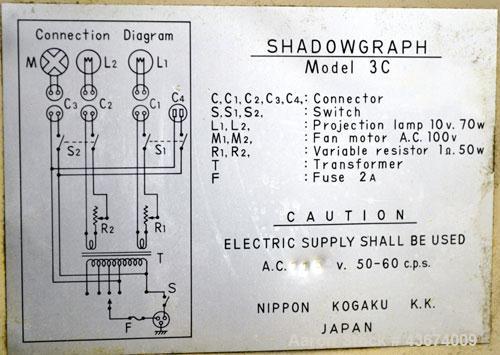 Connection Diagram
M L2 L1
C3 C2 C1 C4
S2 S1
R2 R1
T
S
F
SHADOWGRAPH
Model 3C
C,C1,C2,C3,C4,: Connector
S,S1,S2, : Switch
L1,L2, : Projection lamp 10v. 70w
M1,M2, : Fan motor A.C. 100v
R1,R2, : Variable resistor 1Ω. 50w
T : Transformer
F : Fuse 2A
CAUTION
ELECTRIC SUPPLY SHALL BE USED
A.C. v. 50-60 c.p.s.
NIPPON KOGAKU K.K.
JAPAN
43674009